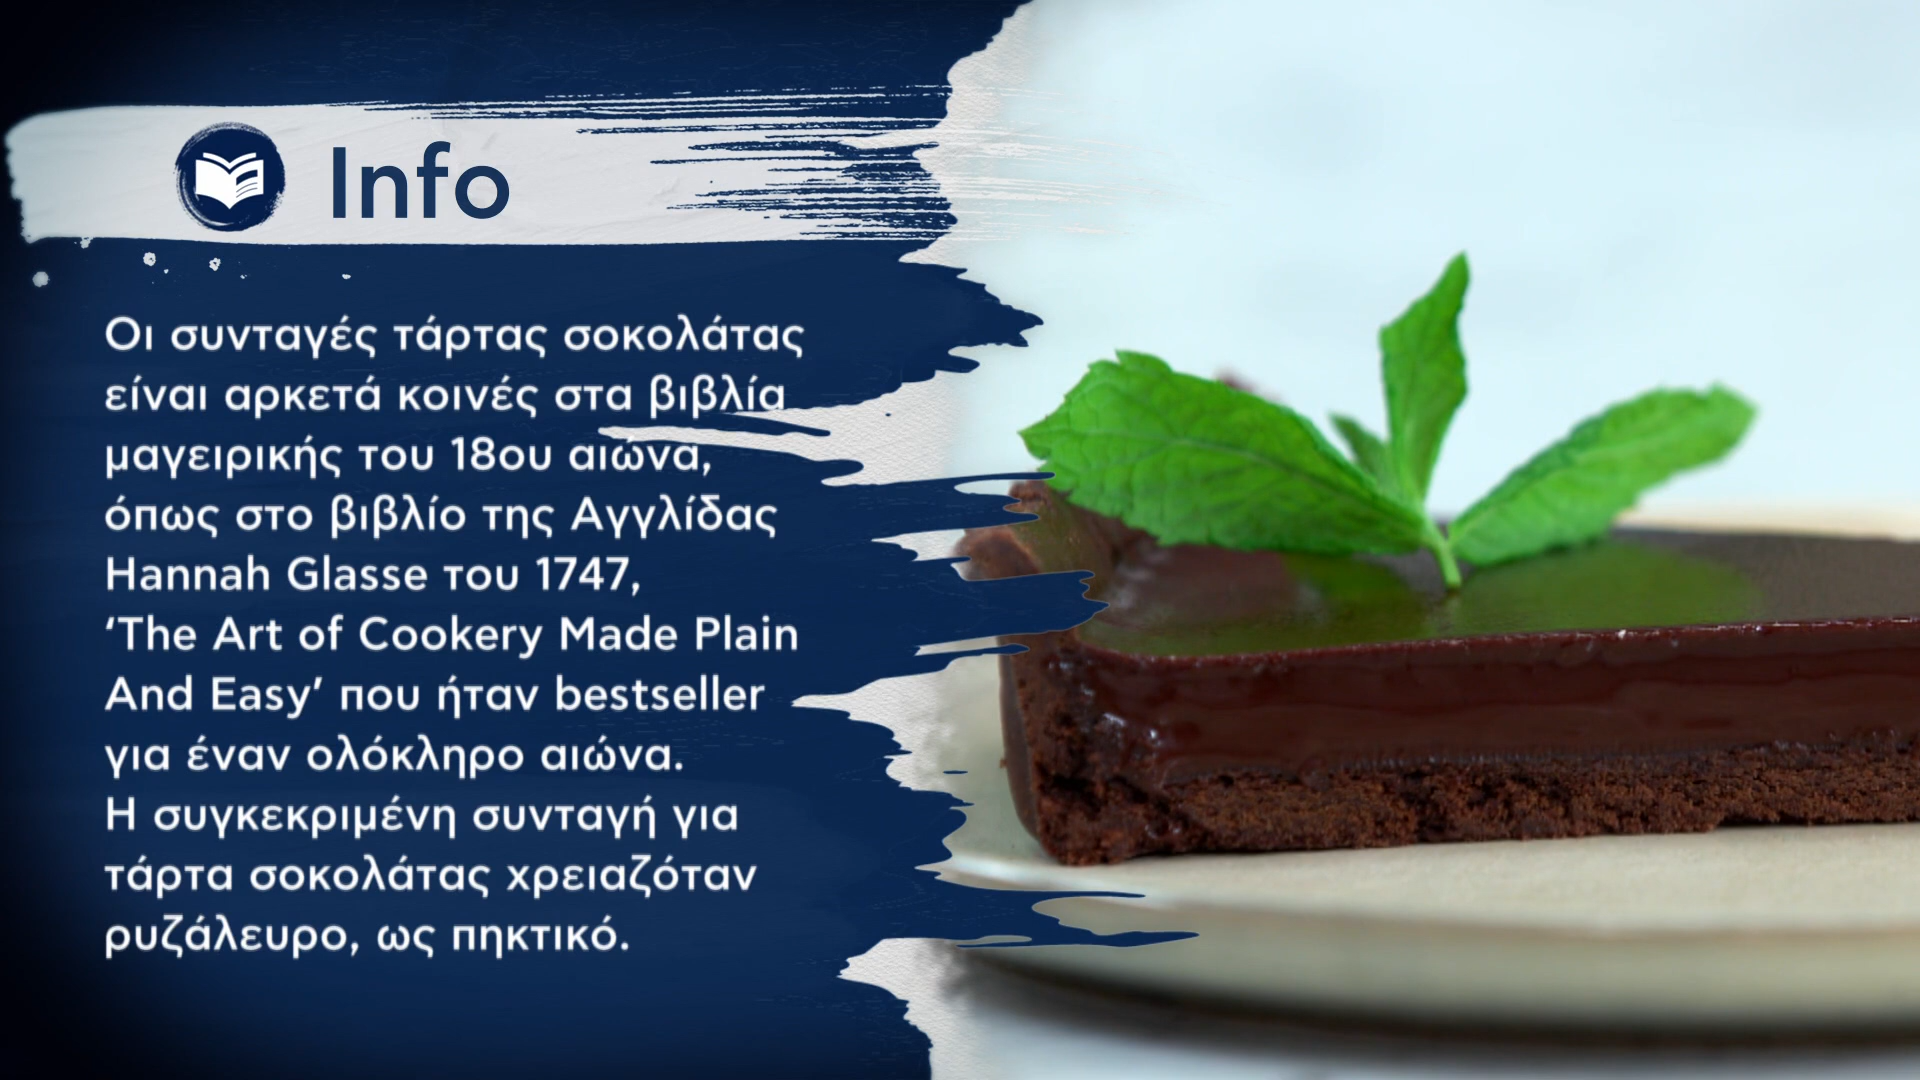 Info
Οι συνταγές τάρτας σοκολάτας
είναι αρκετά κοινές στα βιβλία
μαγειρικής του 18ου αιώνα,
όπως στο βιβλίο της Αγγλίδας
Hannah Glasse του 1747,
‘The Art of Cookery Made Plain
And Easy’ που ήταν bestseller
για έναν ολόκληρο αιώνα.
Η συγκεκριμένη συνταγή για
τάρτα σοκολάτας χρειαζόταν
ρυζάλευρο, ως πηκτικό.